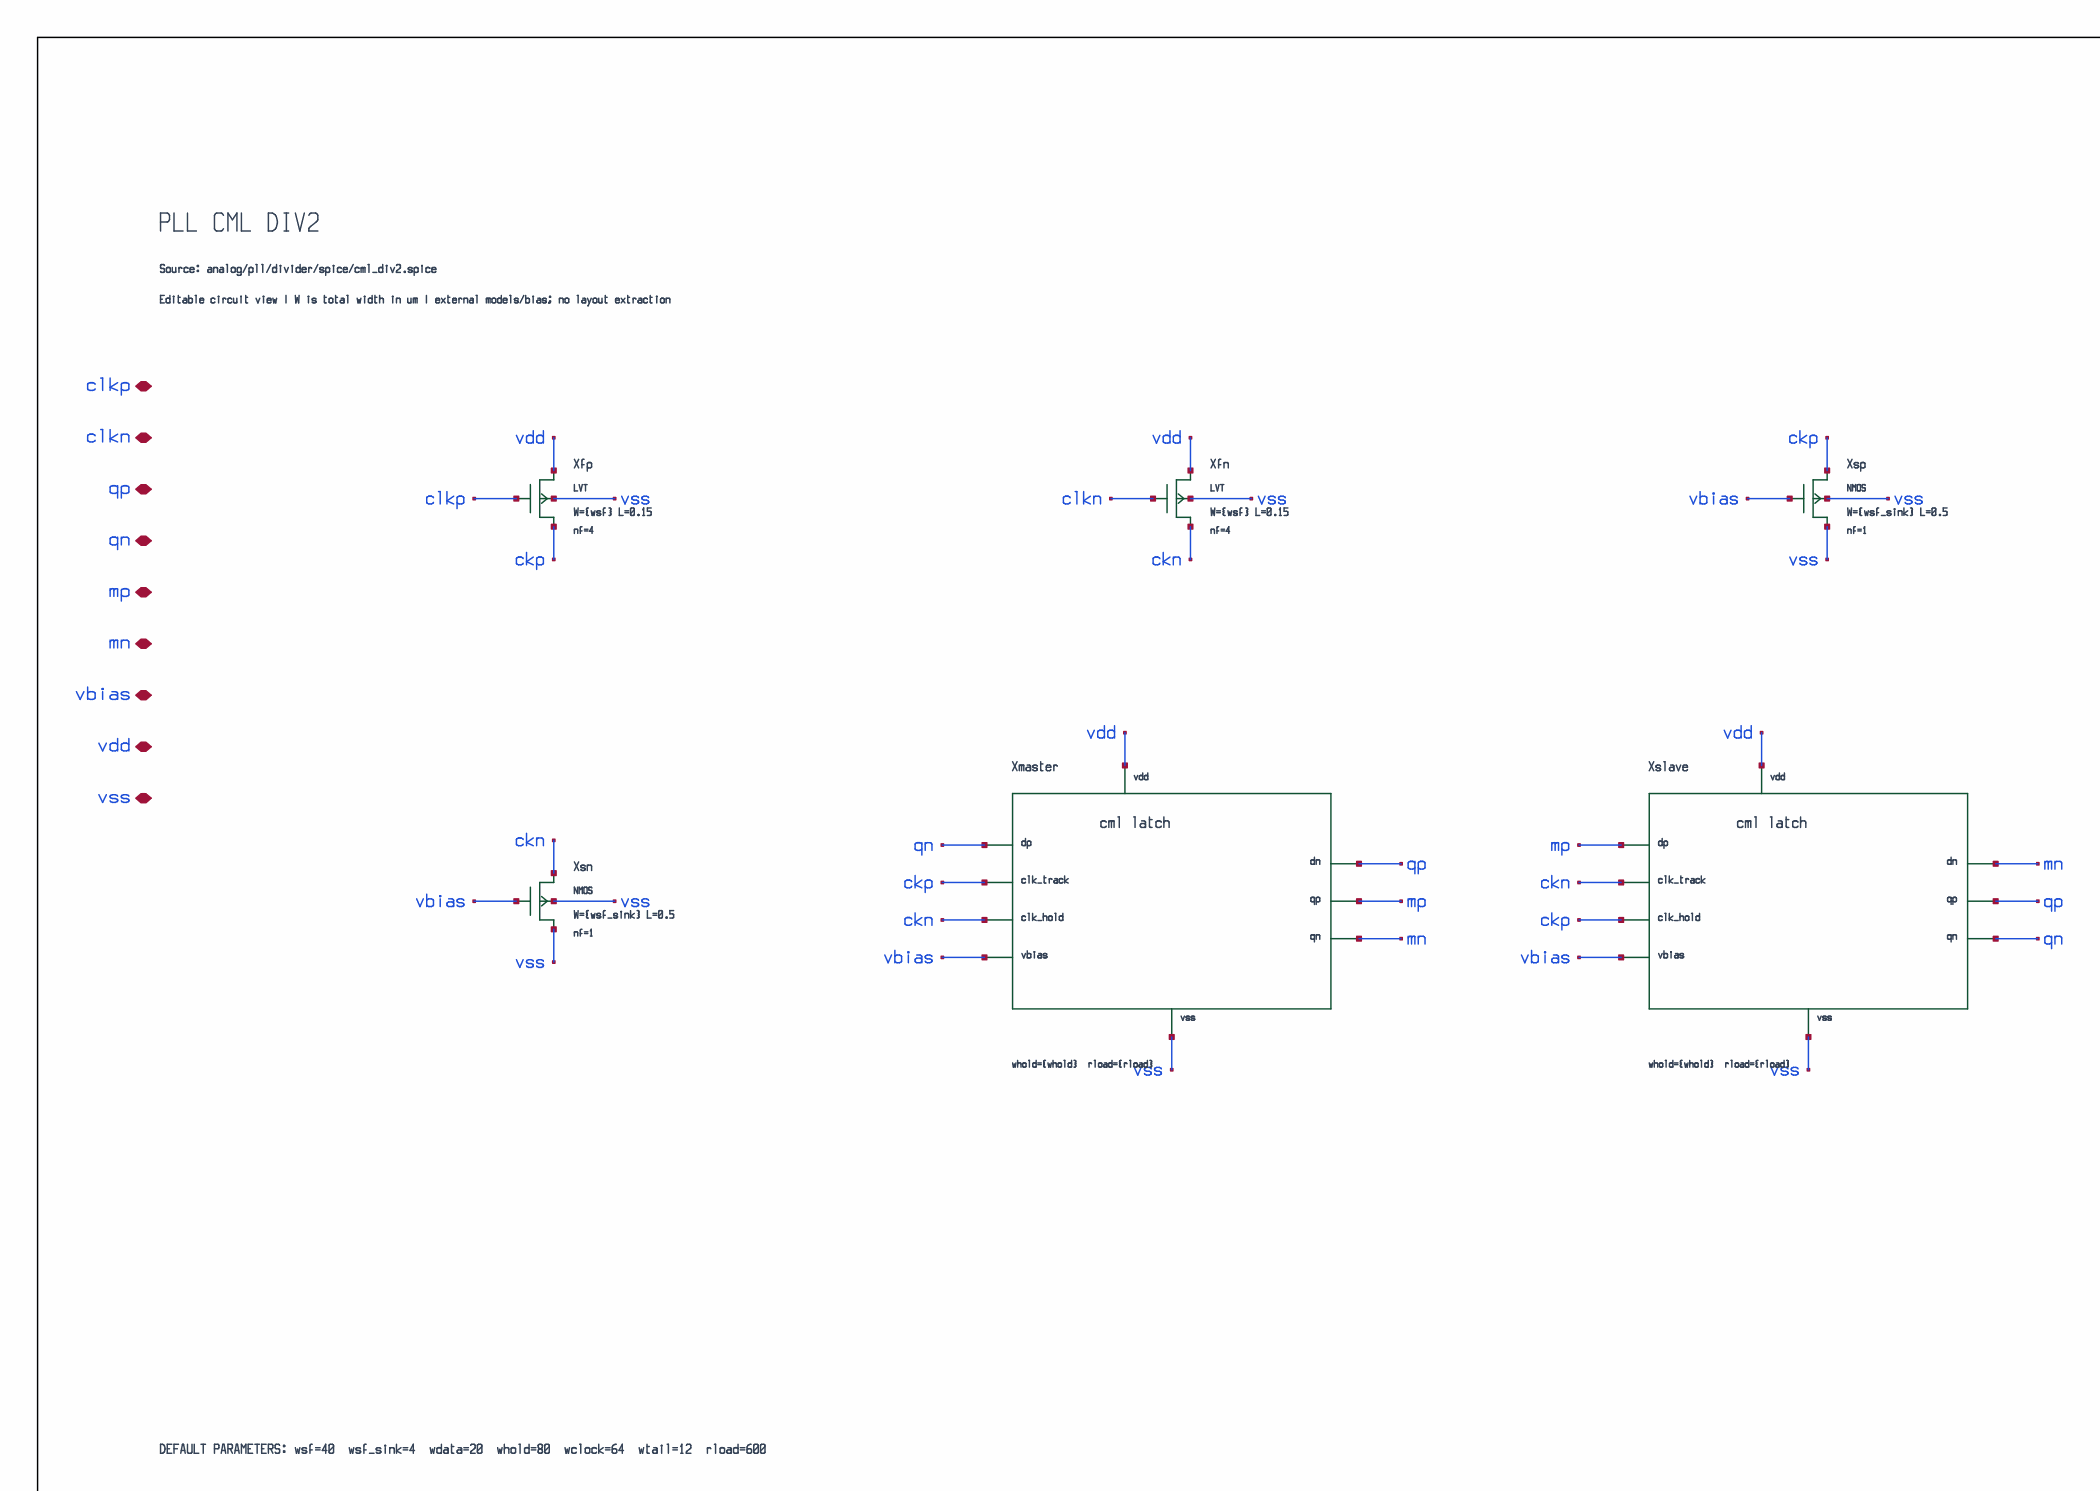 PLL CML DIV2
Source: analog/pll/divider/spice/cml_div2.spice
Editable circuit view | W is total width in um | external models/bias; no layout extraction
clkp
clkn
qp
qn
mp
mn
vbias
vdd
vss
vdd
Xfp
LVT
clkp
vss
W={wsf} L=0.15
nf=4
ckp
vdd
Xfn
LVT
clkn
vss
W={wsf} L=0.15
nf=4
ckn
ckp
Xsp
NMOS
vbias
vss
W={wsf_sink} L=0.5
nf=1
vss
ckn
Xsn
NMOS
vbias
vss
W={wsf_sink} L=0.5
nf=1
vss
vdd
Xmaster
vdd
cml latch
qn
dp
dn
qp
ckp
clk_track
qp
mp
ckn
clk_hold
qn
mn
vbias
vbias
vss
whold={whold} rload={rload}
vss
vdd
Xslave
vdd
cml latch
mp
dp
dn
mn
ckn
clk_track
qp
qp
ckp
clk_hold
qn
qn
vbias
vbias
vss
whold={whold} rload={rload}
vss
DEFAULT PARAMETERS: wsf=40 wsf_sink=4 wdata=20 whold=80 wclock=64 wtail=12 rload=600